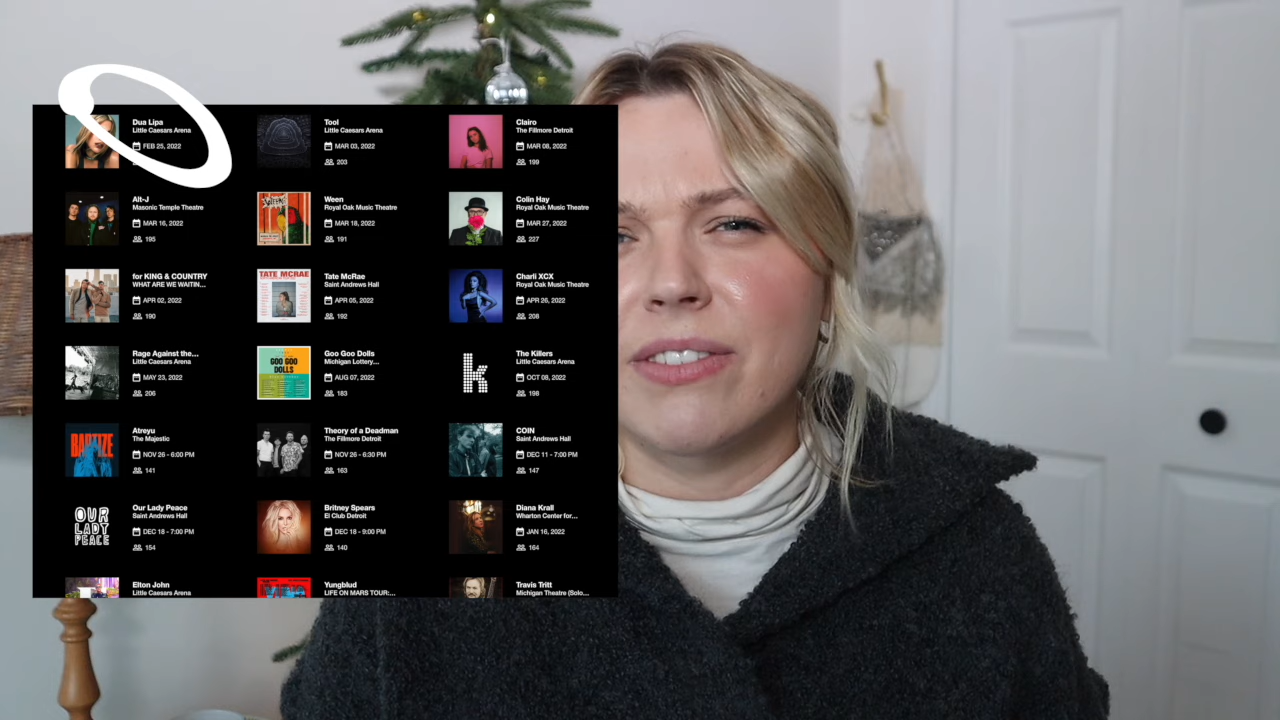 Dua Lipa
Little Caesars Arena
FEB 25, 2022
Tool
Little Caesars Arena
MAR 03, 2022
203
Clairo
The Fillmore Detroit
MAR 08, 2022
199
Alt-J
Masonic Temple Theatre
MAR 16, 2022
195
Ween
Royal Oak Music Theatre
MAR 18, 2022
191
Colin Hay
Royal Oak Music Theatre
MAR 27, 2022
227
for KING & COUNTRY
WHAT ARE WE WAITIN...
APR 02, 2022
190
TATE MCRAE
Tate McRae
Saint Andrews Hall
APR 05, 2022
192
Charli XCX
Royal Oak Music Theatre
APR 26, 2022
208
Rage Against the...
Little Caesars Arena
MAY 23, 2022
206
GOO GOO
DOLLS
Goo Goo Dolls
Michigan Lottery...
AUG 07, 2022
183
k
The Killers
Little Caesars Arena
OCT 08, 2022
198
BAPTIZE
Atreyu
The Majestic
NOV 26 - 6:00 PM
141
Theory of a Deadman
The Fillmore Detroit
NOV 26 - 6:30 PM
163
COIN
Saint Andrews Hall
DEC 11 - 7:00 PM
147
OUR
LADY
PEACE
Our Lady Peace
Saint Andrews Hall
DEC 18 - 7:00 PM
154
Britney Spears
El Club Detroit
DEC 18 - 9:00 PM
140
Diana Krall
Wharton Center for...
JAN 16, 2022
164
Elton John
Little Caesars Arena
Yungblud
LIFE ON MARS TOUR:...
Travis Tritt
Michigan Theatre (Solo...